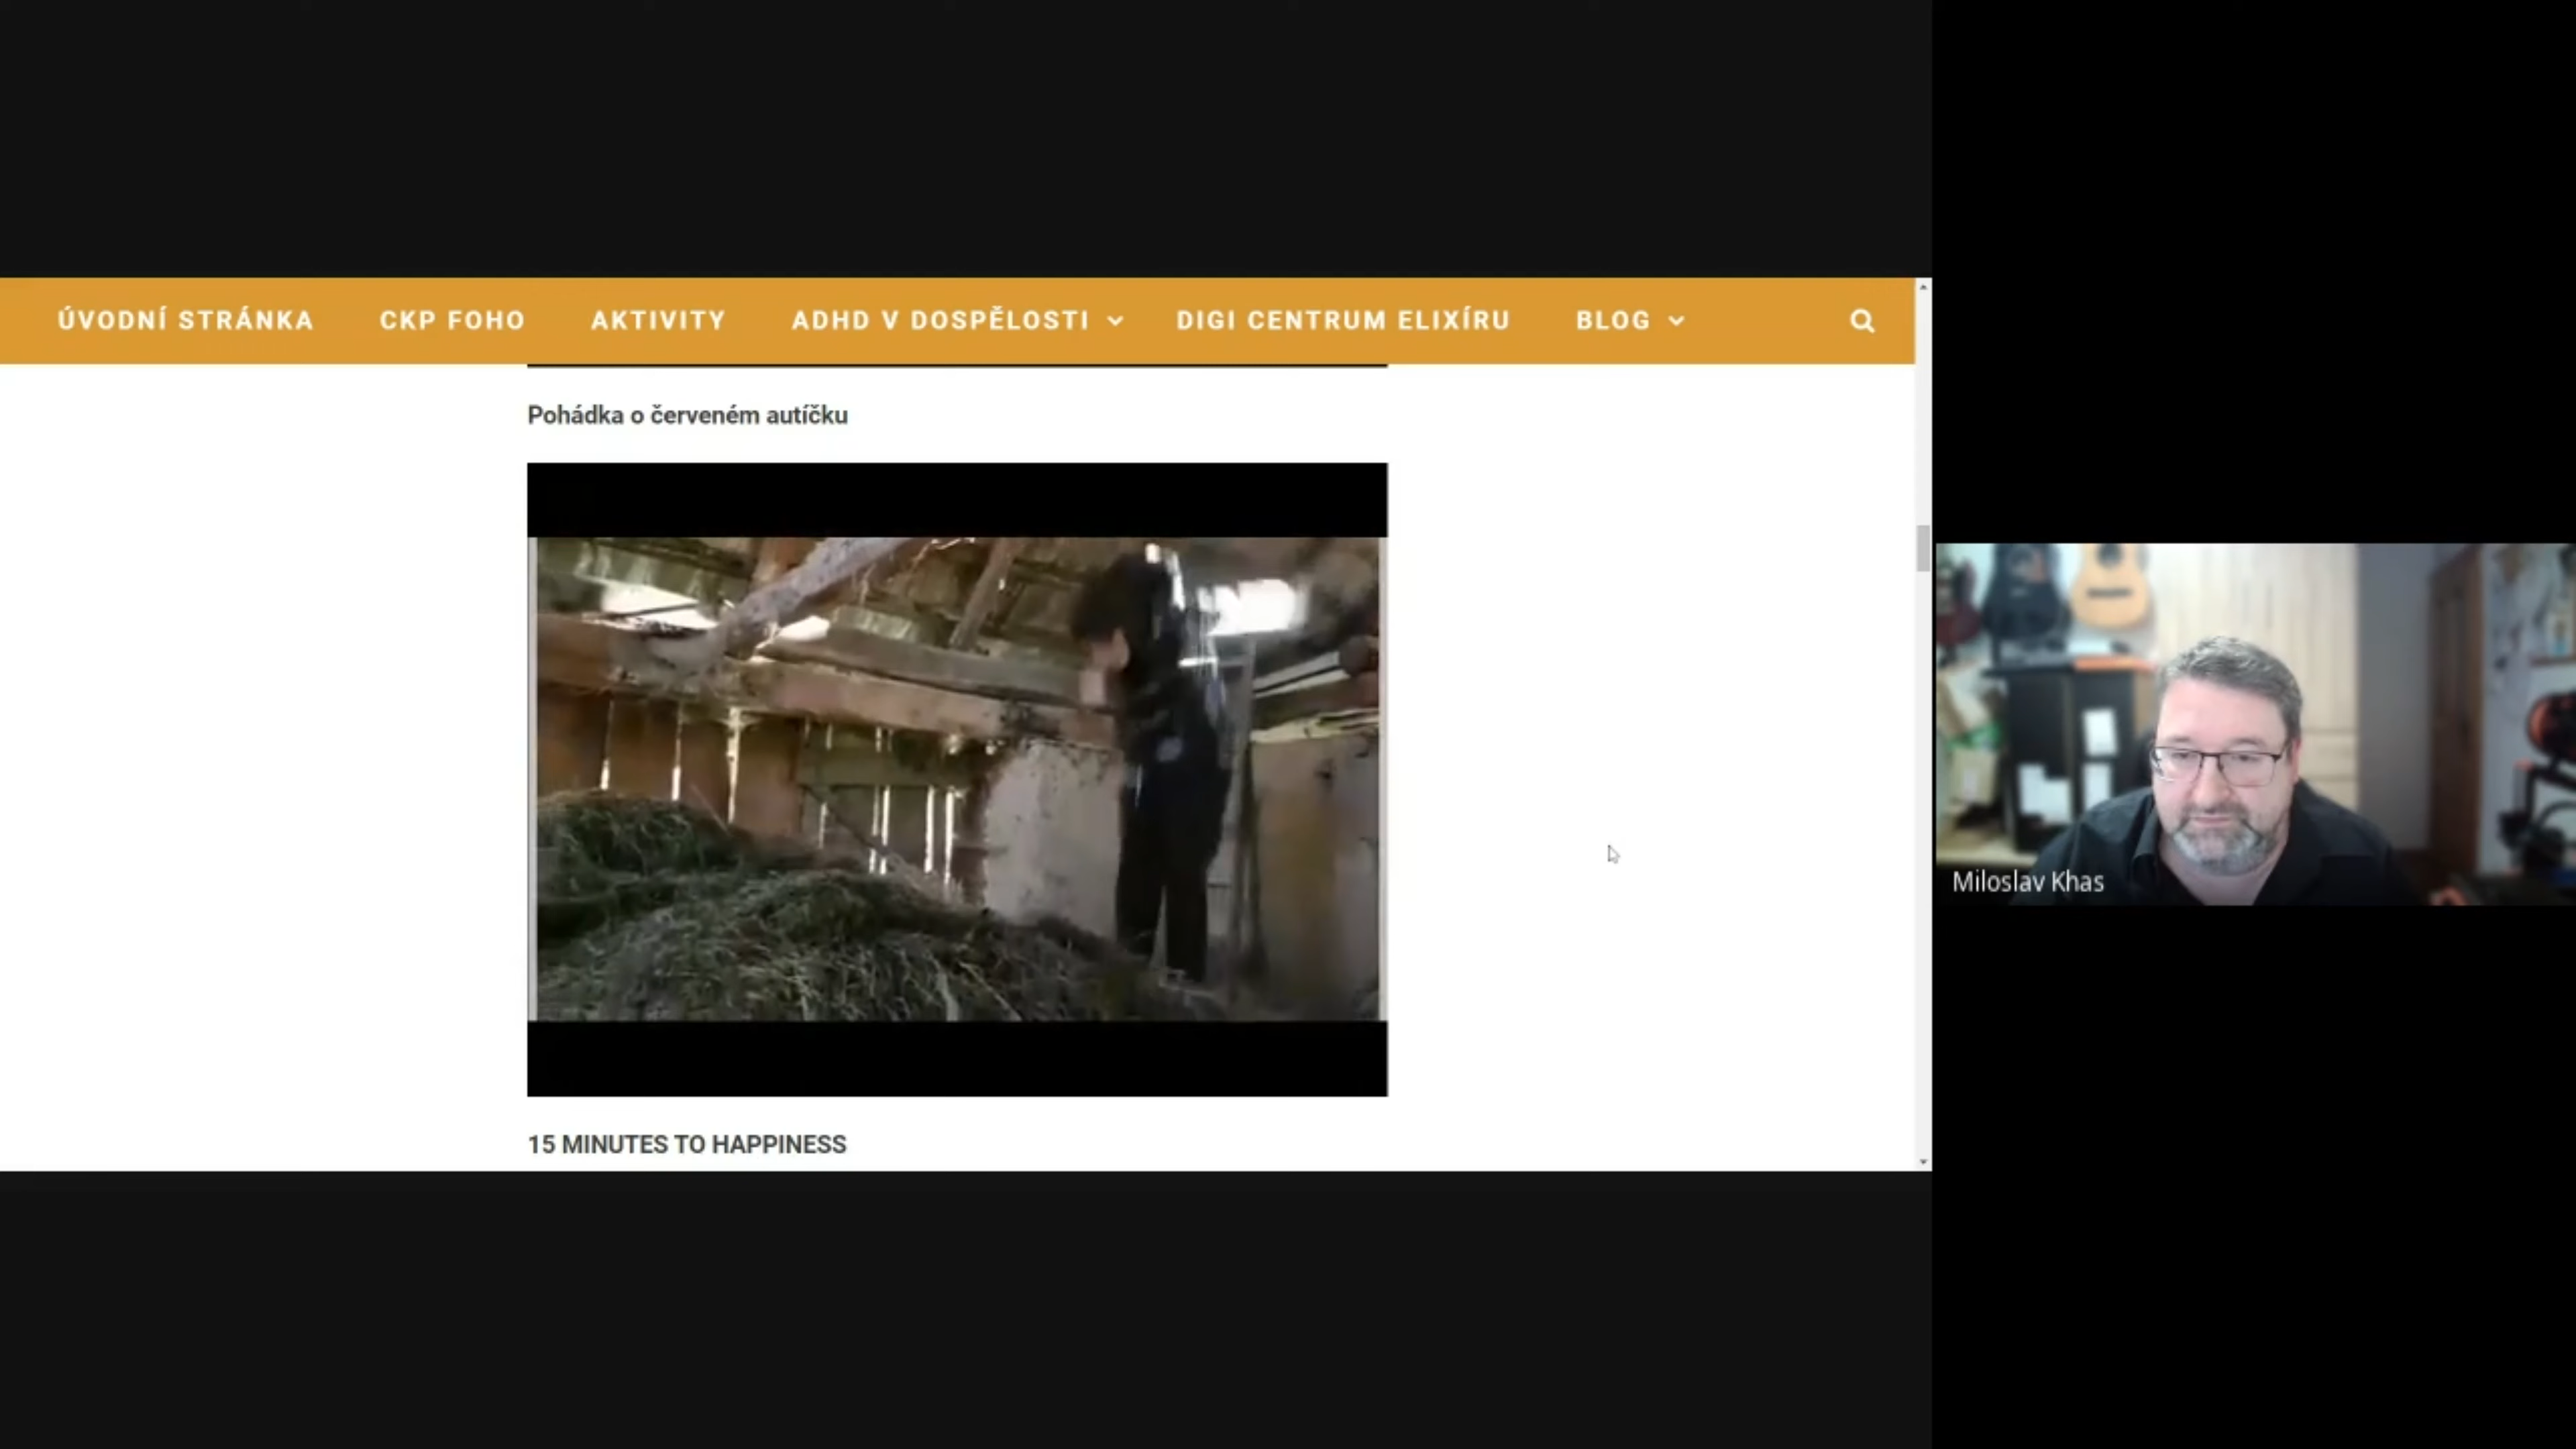 ÚVODNÍ STRÁNKA CKP FOHO AKTIVITY ADHD V DOSPĚLOSTI DIGI CENTRUM ELIXÍRU BLOG
Pohádka o červeném autíčku
15 MINUTES TO HAPPINESS
Miloslav Khas